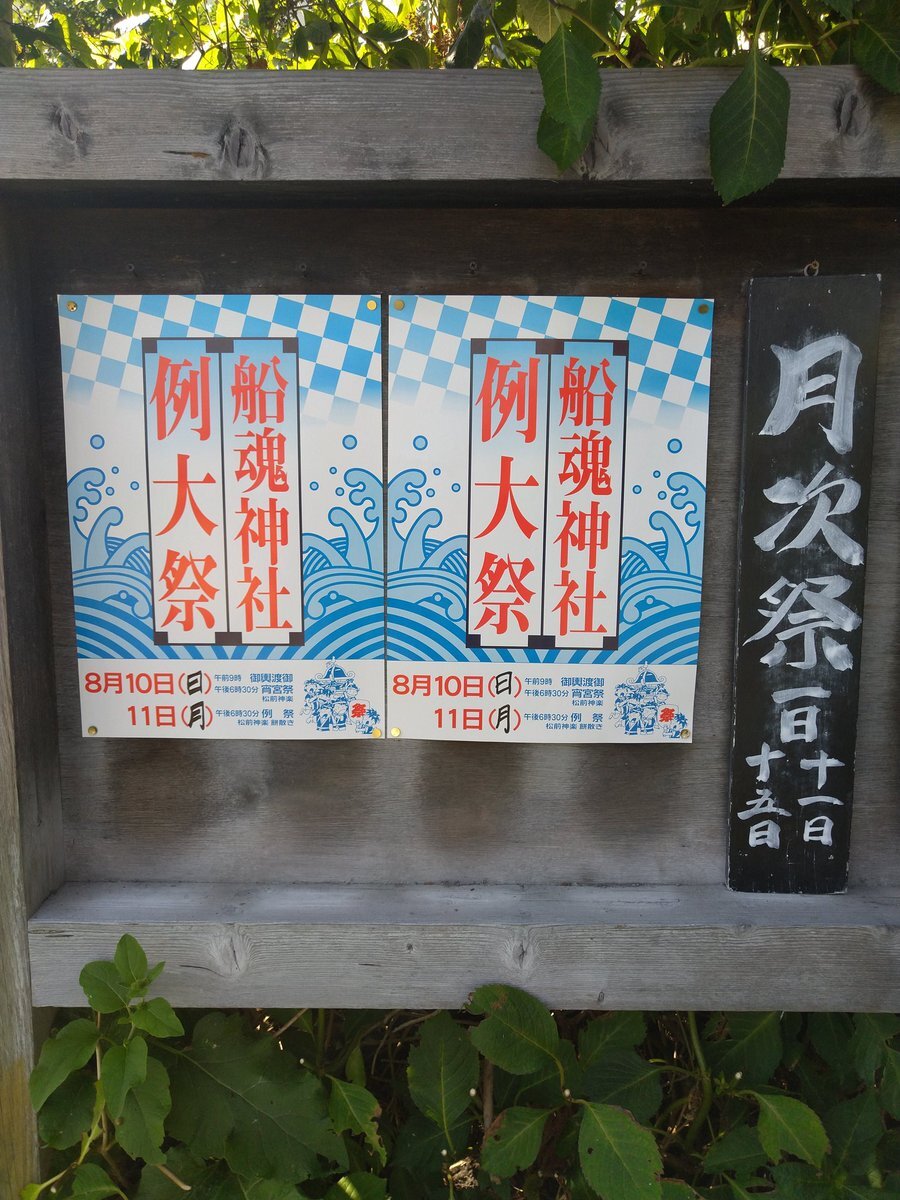 船魂神社
例大祭
8月10日(日)
午前9時 御輿渡御
午後6時30分 宵宮祭
松前神楽
11日(月)
午後6時30分 例祭
松前神楽 餅散き
祭
船魂神社
例大祭
8月10日(日)
午前9時 御輿渡御
午後6時30分 宵宮祭
松前神楽
11日(月)
午後6時30分 例祭
松前神楽 餅散き
祭
月次祭
一日
十一日
十五日